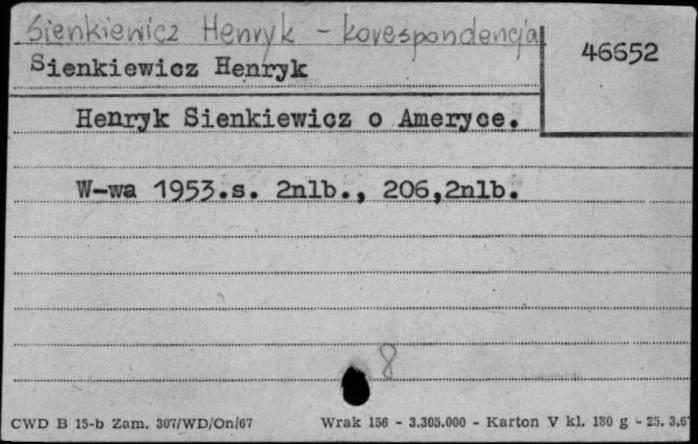 Sienkiewicz Henryk - korespondencja
46652
Sienkiewicz Henryk
Henryk Sienkiewicz o Ameryce.
W-wa 1953.s. 2nlb., 206,2nlb.
8
CWD B 15-b Zam. 307/WD/On/67
Wrak 156 - 3.305.000 - Karton V kl. 180 g - 25. 3.6